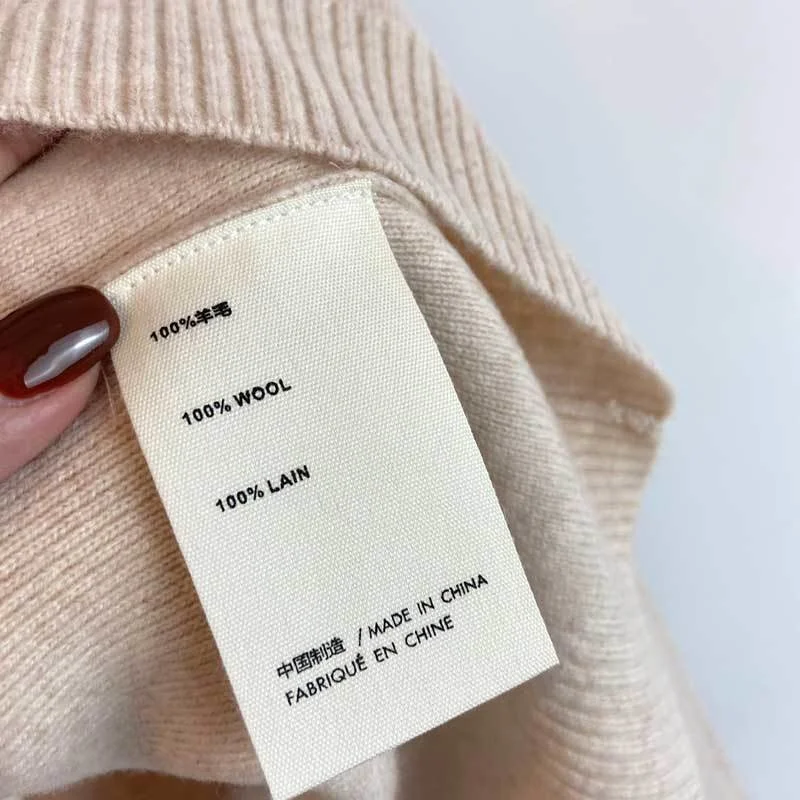 100%羊毛
100% WOOL
100% LAIN
中国制造 / MADE IN CHINA
FABRIQUÉ EN CHINE